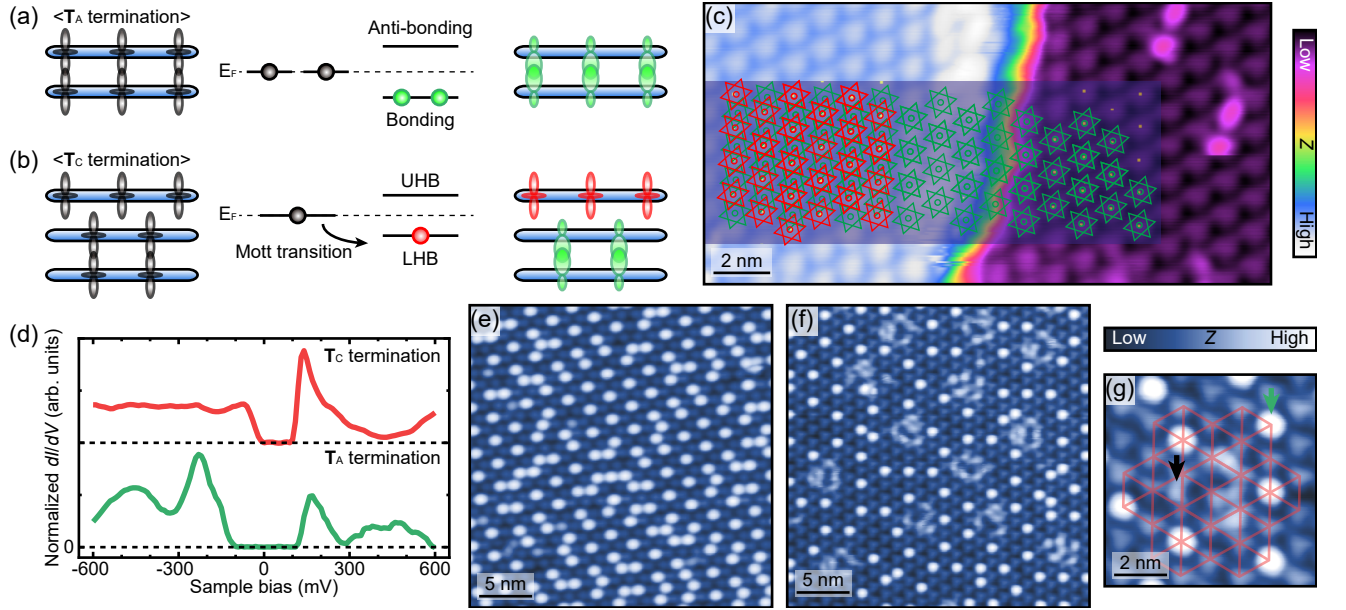 (a)
<TA termination>
EF
Anti-bonding
Bonding
(b)
<TC termination>
EF
UHB
Mott transition
LHB
(c)
2 nm
Low
Z
High
(d)
Normalized dI/dV (arb. units)
TC termination
TA termination
0
-600 -300 0 300 600
Sample bias (mV)
(e)
5 nm
(f)
5 nm
Low Z High
(g)
2 nm